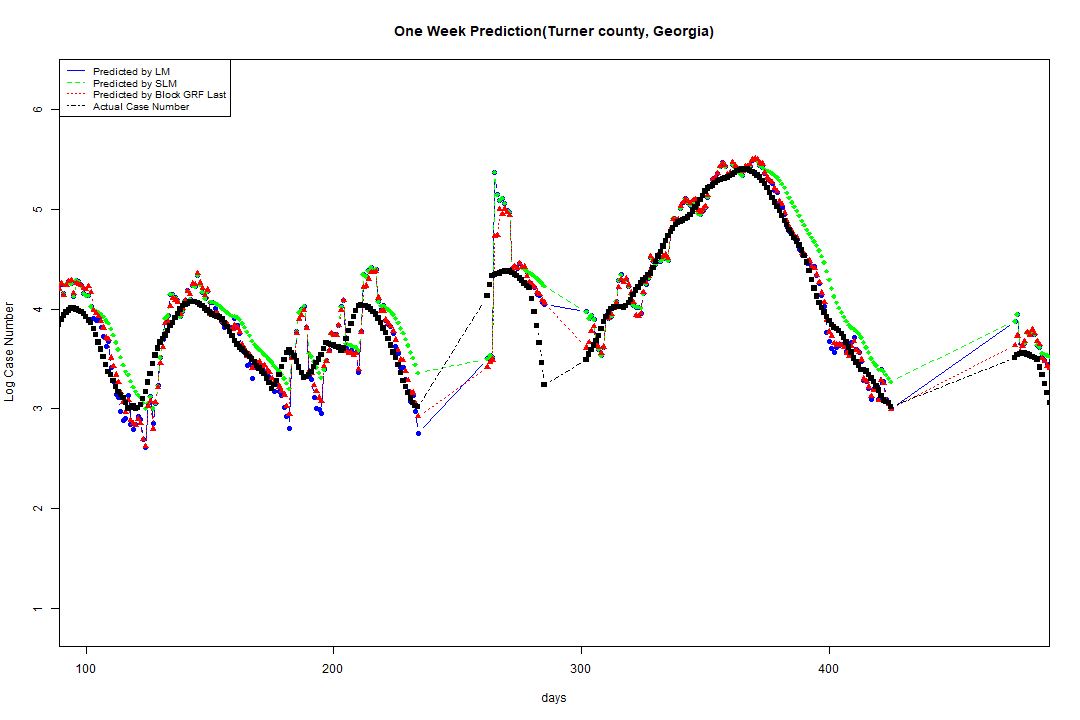 One Week Prediction(Turner county, Georgia)
Predicted by LM
Predicted by SLM
Predicted by Block GRF Last
Actual Case Number
6
5
4
3
2
1
Log Case Number
100 200 300 400
days